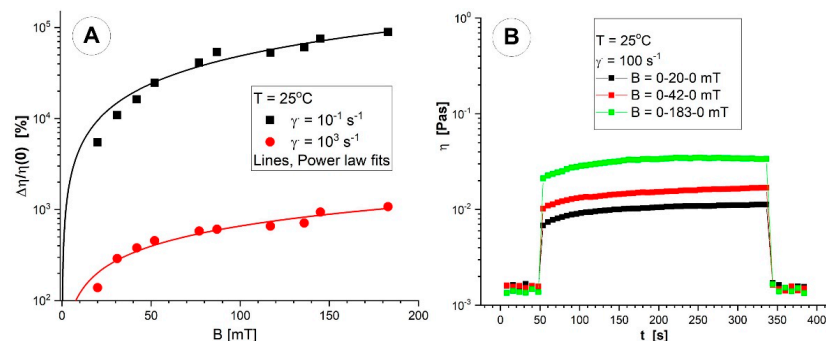 A
10^5
10^4
10^3
10^2
Δη/η(0) [%]
T = 25°C
γ̇ = 10^-1 s^-1
γ̇ = 10^3 s^-1
Lines, Power law fits
0 50 100 150 200
B [mT]
B
10^0
10^-1
10^-2
10^-3
η [Pas]
T = 25°C
γ̇ = 100 s^-1
B = 0-20-0 mT
B = 0-42-0 mT
B = 0-183-0 mT
0 50 100 150 200 250 300 350 400
t [s]